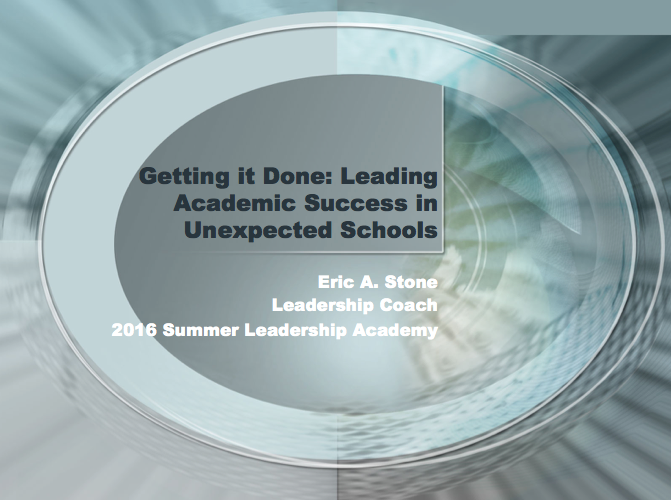 Getting it Done: Leading
Academic Success in
Unexpected Schools
Eric A. Stone
Leadership Coach
2016 Summer Leadership Academy